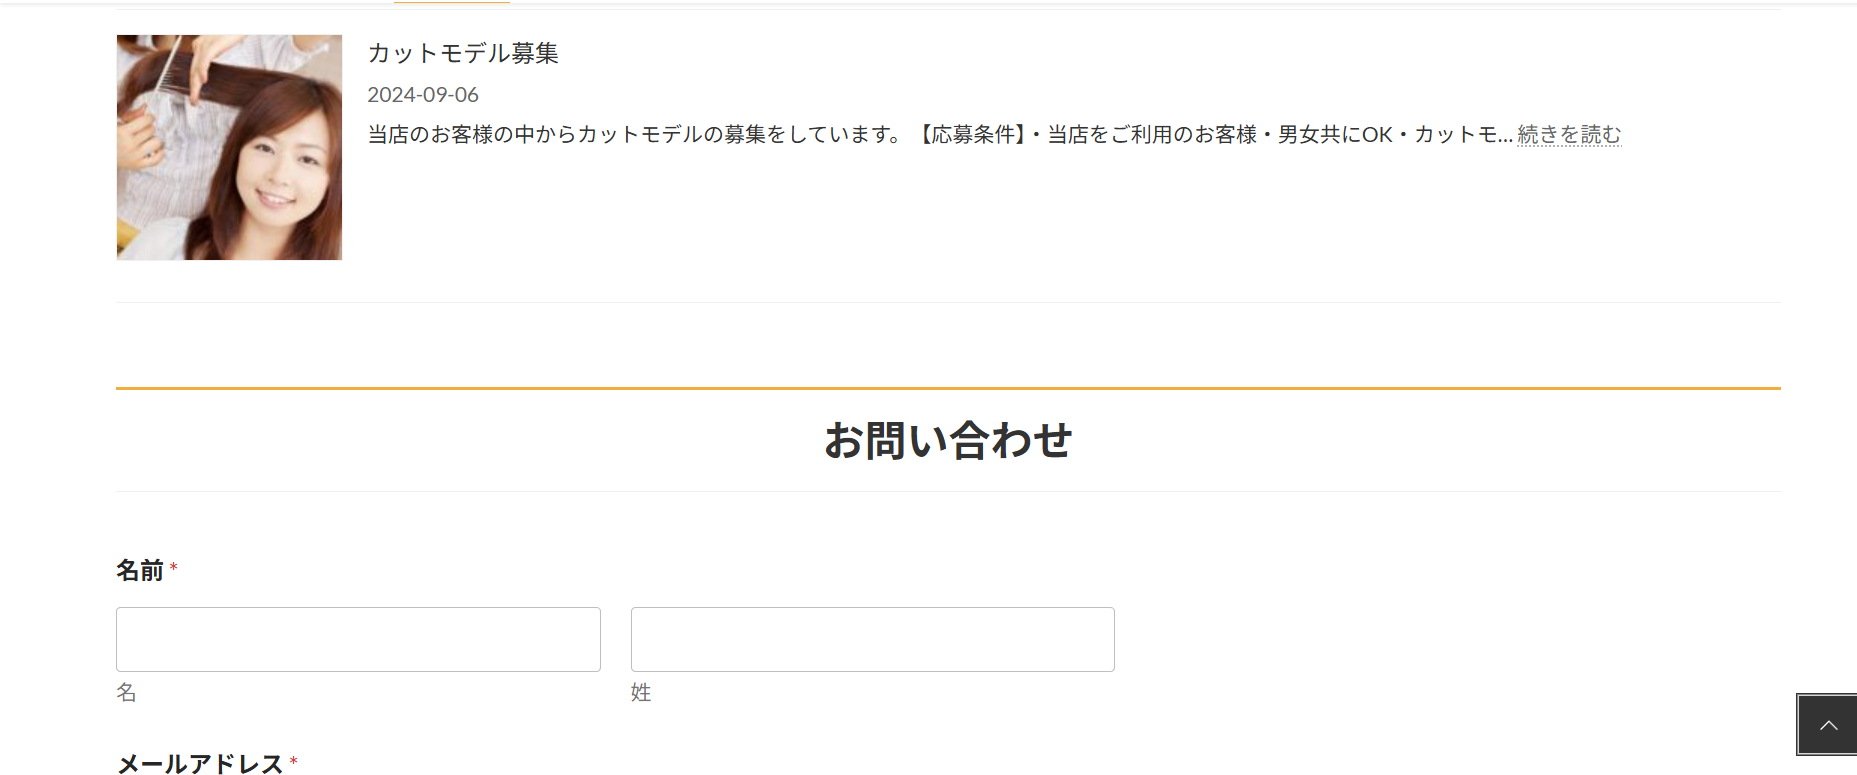 カットモデル募集
2024-09-06
当店のお客様の中からカットモデルの募集をしています。【応募条件】・当店をご利用のお客様・男女共にOK・カットモ... 続きを読む
お問い合わせ
名前 *
名 姓
メールアドレス *